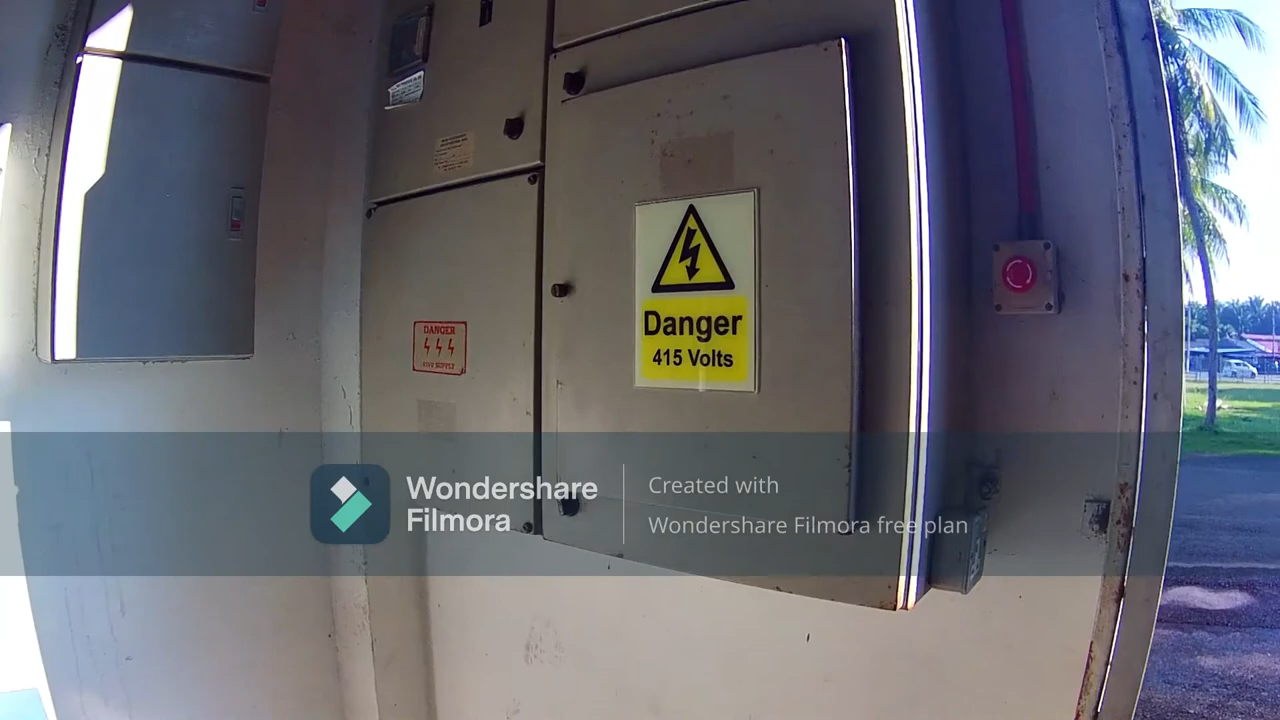 DANGER
Danger
415 Volts
Wondershare
Filmora
Created with
Wondershare Filmora free plan